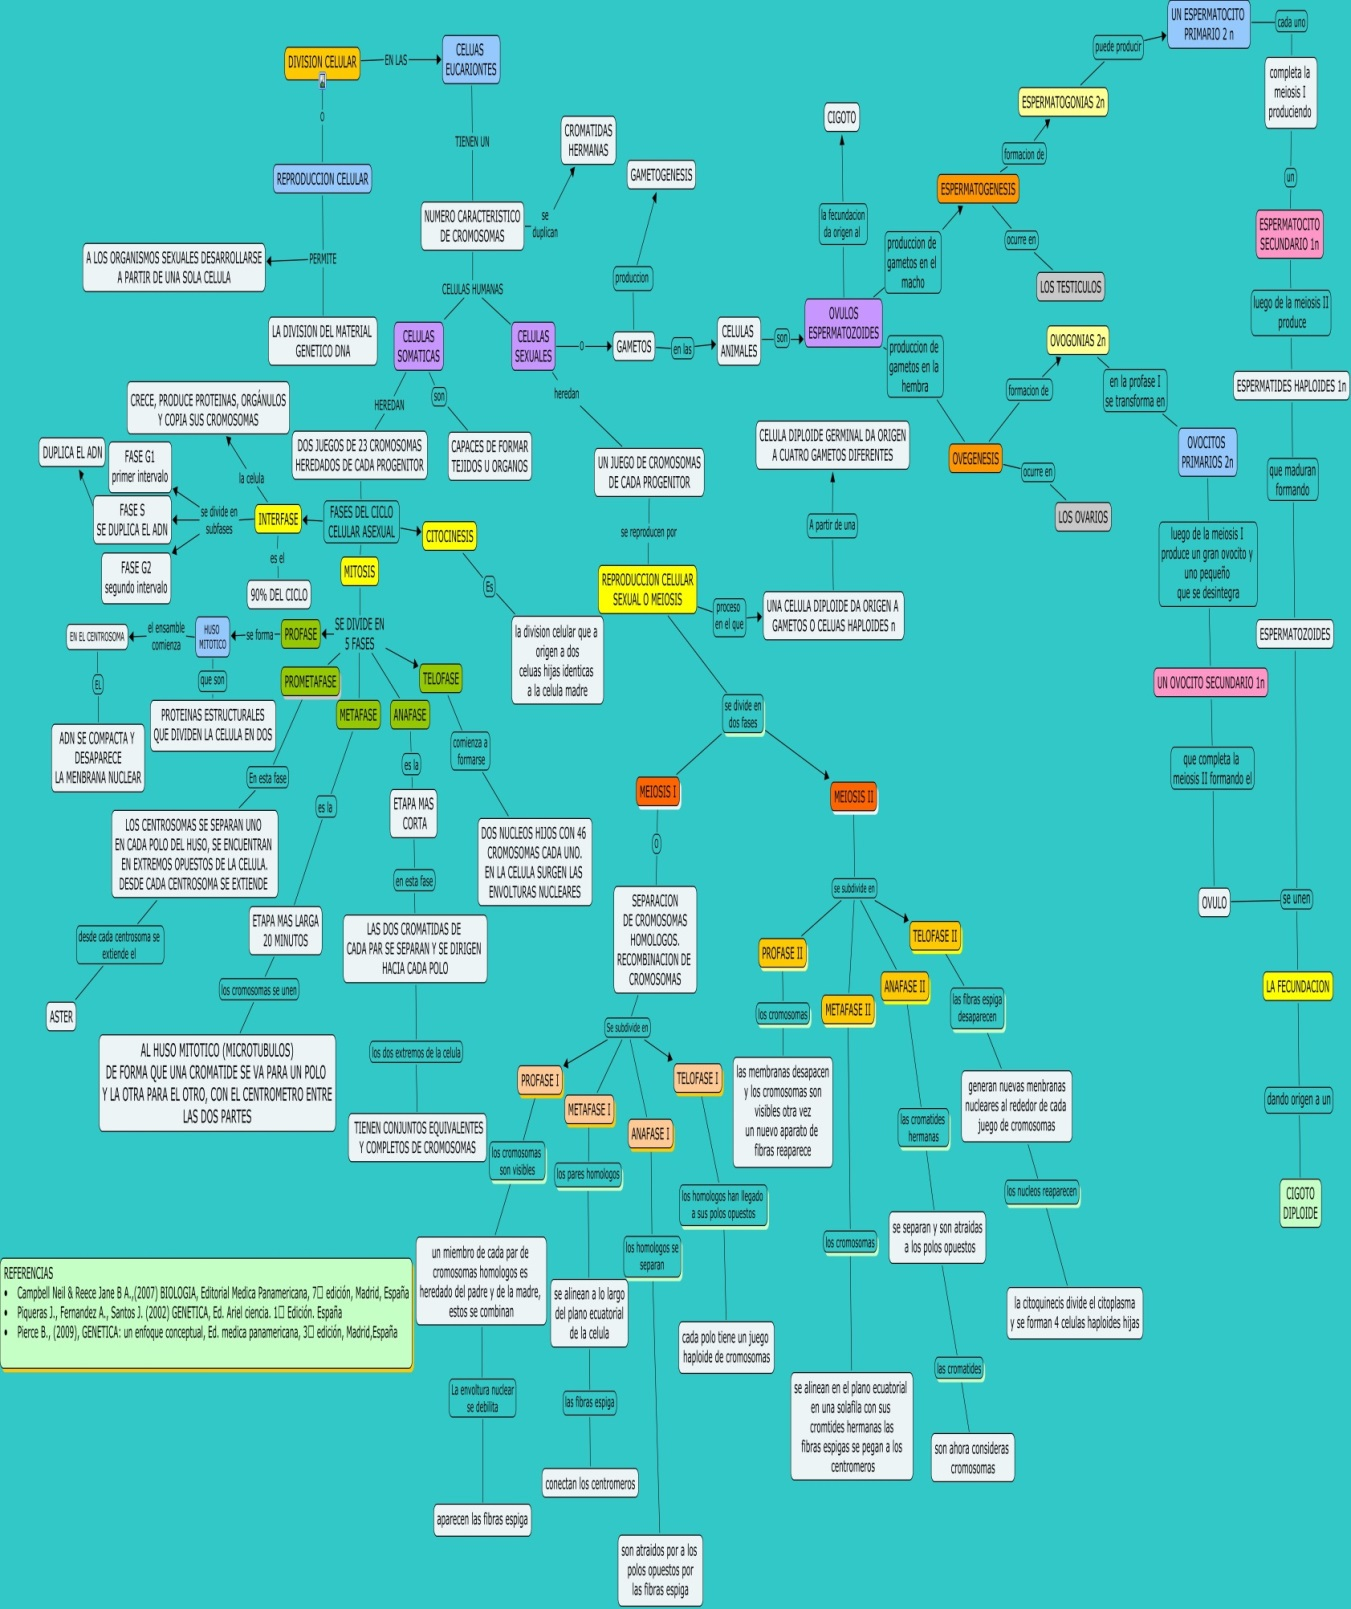 DIVISION CELULAR
EN LAS
CELUAS
EUCARIONTES
O
REPRODUCCION CELULAR
PERMITE
A LOS ORGANISMOS SEXUALES DESARROLLARSE
A PARTIR DE UNA SOLA CELULA
LA DIVISION DEL MATERIAL
GENETICO DNA
TIENEN UN
NUMERO CARACTERISTICO
DE CROMOSOMAS
se
duplican
CROMATIDAS
HERMANAS
CELULAS HUMANAS
CELULAS
SOMATICAS
CELULAS
SEXUALES
O
GAMETOS
produccion
GAMETOGENESIS
en las
CELULAS
ANIMALES
son
OVULOS
ESPERMATOZOIDES
la fecundacion
da origen al
CIGOTO
produccion de
gametos en el
macho
ESPERMATOGENESIS
formacion de
ESPERMATOGONIAS 2n
puede producir
UN ESPERMATOCITO
PRIMARIO 2 n
cada uno
completa la
meiosis I
produciendo
un
ESPERMATOCITO
SECUNDARIO 1n
luego de la meiosis II
produce
ESPERMATIDES HAPLOIDES 1n
que maduran
formando
ESPERMATOZOIDES
ocurre en
LOS TESTICULOS
produccion de
gametos en la
hembra
OVEGENESIS
ocurre en
LOS OVARIOS
formacion de
OVOGONIAS 2n
en la profase I
se transforma en
OVOCITOS
PRIMARIOS 2n
luego de la meiosis I
produce un gran ovocito y
uno pequeño
que se desintegra
UN OVOCITO SECUNDARIO 1n
que completa la
meiosis II formando el
OVULO
se unen
LA FECUNDACION
dando origen a un
CIGOTO
DIPLOIDE
HEREDAN
DOS JUEGOS DE 23 CROMOSOMAS
HEREDADOS DE CADA PROGENITOR
son
CAPACES DE FORMAR
TEJIDOS U ORGANOS
heredan
UN JUEGO DE CROMOSOMAS
DE CADA PROGENITOR
se reproducen por
REPRODUCCION CELULAR
SEXUAL O MEIOSIS
proceso
en el que
UNA CELULA DIPLOIDE DA ORIGEN A
GAMETOS O CELUAS HAPLOIDES n
A partir de una
CELULA DIPLOIDE GERMINAL DA ORIGEN
A CUATRO GAMETOS DIFERENTES
FASES DEL CICLO
CELULAR ASEXUAL
INTERFASE
la celula
CRECE, PRODUCE PROTEINAS, ORGÁNULOS
Y COPIA SUS CROMOSOMAS
se divide en
subfases
FASE G1
primer intervalo
FASE S
SE DUPLICA EL ADN
DUPLICA EL ADN
FASE G2
segundo intervalo
es el
90% DEL CICLO
CITOCINESIS
Es
la division celular que a
origen a dos
celuas hijas identicas
a la celula madre
MITOSIS
SE DIVIDE EN
5 FASES
PROFASE
se forma
HUSO
MITOTICO
el ensamble
comienza
EN EL CENTROSOMA
EL
ADN SE COMPACTA Y
DESAPARECE
LA MENBRANA NUCLEAR
que son
PROTEINAS ESTRUCTURALES
QUE DIVIDEN LA CELULA EN DOS
PROMETAFASE
En esta fase
LOS CENTROSOMAS SE SEPARAN UNO
EN CADA POLO DEL HUSO, SE ENCUENTRAN
EN EXTREMOS OPUESTOS DE LA CELULA.
DESDE CADA CENTROSOMA SE EXTIENDE
desde cada centrosoma se
extiende el
ASTER
METAFASE
es la
ETAPA MAS LARGA
20 MINUTOS
los cromosomas se unen
AL HUSO MITOTICO (MICROTUBULOS)
DE FORMA QUE UNA CROMATIDE SE VA PARA UN POLO
Y LA OTRA PARA EL OTRO, CON EL CENTROMETRO ENTRE
LAS DOS PARTES
ANAFASE
es la
ETAPA MAS
CORTA
en esta fase
LAS DOS CROMATIDAS DE
CADA PAR SE SEPARAN Y SE DIRIGEN
HACIA CADA POLO
los dos extremos de la celula
TIENEN CONJUNTOS EQUIVALENTES
Y COMPLETOS DE CROMOSOMAS
TELOFASE
comienza a
formarse
DOS NUCLEOS HIJOS CON 46
CROMOSOMAS CADA UNO.
EN LA CELULA SURGEN LAS
ENVOLTURAS NUCLEARES
se divide en
dos fases
MEIOSIS I
O
SEPARACION
DE CROMOSOMAS
HOMOLOGOS.
RECOMBINACION DE
CROMOSOMAS
Se subdivide en
PROFASE I
los cromosomas
son visibles
un miembro de cada par de
cromosomas homologos es
heredado del padre y de la madre,
estos se combinan
La envoltura nuclear
se debilita
aparecen las fibras espiga
METAFASE I
los pares homologos
se alinean a lo largo
del plano ecuatorial
de la celula
las fibras espiga
conectan los centromeros
ANAFASE I
los homologos se
separan
son atraidos por a los
polos opuestos por
las fibras espiga
TELOFASE I
los homologos han llegado
a sus polos opuestos
cada polo tiene un juego
haploide de cromosomas
MEIOSIS II
se subdivide en
PROFASE II
los cromosomas
las membranas desapacen
y los cromosomas son
visibles otra vez
un nuevo aparato de
fibras reaparece
METAFASE II
los cromosomas
se alinean en el plano ecuatorial
en una solafila con sus
cromtides hermanas las
fibras espigas se pegan a los
centromeros
ANAFASE II
las cromatides
hermanas
se separan y son atraidas
a los polos opuestos
las cromatides
son ahora consideras
cromosomas
TELOFASE II
las fibras espiga
desaparecen
generan nuevas menbranas
nucleares al rededor de cada
juego de cromosomas
los nucleos reaparecen
la citoquinecis divide el citoplasma
y se forman 4 celulas haploides hijas
REFERENCIAS
• Campbell Neil & Reece Jane B A.,(2007) BIOLOGIA, Editorial Medica Panamericana, 7□ edición, Madrid, España
• Piqueras J., Fernandez A., Santos J. (2002) GENETICA, Ed. Ariel ciencia. 1□ Edición. España
• Pierce B., (2009), GENETICA: un enfoque conceptual, Ed. medica panamericana, 3□ edición, Madrid,España